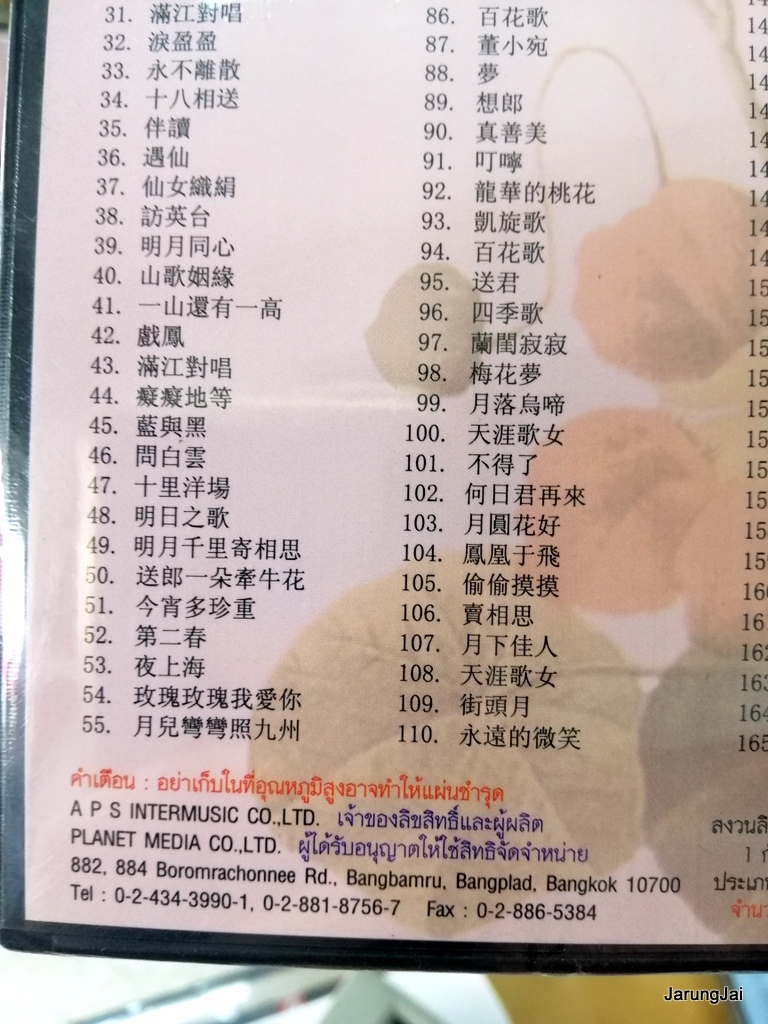 31. 滿江對唱
32. 淚盈盈
33. 永不離散
34. 十八相送
35. 伴讀
36. 遇仙
37. 仙女織絹
38. 訪英台
39. 明月同心
40. 山歌姻緣
41. 一山還有一高
42. 戲鳳
43. 滿江對唱
44. 癡癡地等
45. 藍與黑
46. 問白雲
47. 十里洋場
48. 明日之歌
49. 明月千里寄相思
50. 送郎一朵牽牛花
51. 今宵多珍重
52. 第二春
53. 夜上海
54. 玫瑰玫瑰我愛你
55. 月兒彎彎照九州
86. 百花歌
87. 董小宛
88. 夢
89. 想郎
90. 真善美
91. 叮嚀
92. 龍華的桃花
93. 凱旋歌
94. 百花歌
95. 送君
96. 四季歌
97. 蘭閨寂寂
98. 梅花夢
99. 月落烏啼
100. 天涯歌女
101. 不得了
102. 何日君再來
103. 月圓花好
104. 鳳凰于飛
105. 偷偷摸摸
106. 賣相思
107. 月下佳人
108. 天涯歌女
109. 街頭月
110. 永遠的微笑
161
162
163
164
165
คำเตือน : อย่าเก็บในที่อุณหภูมิสูงอาจทำให้แผ่นชำรุด
A P S INTERMUSIC CO.,LTD. เจ้าของลิขสิทธิ์และผู้ผลิต
PLANET MEDIA CO.,LTD. ผู้ได้รับอนุญาตให้ใช้สิทธิจัดจำหน่าย
882, 884 Boromrachonnee Rd., Bangbamru, Bangplad, Bangkok 10700
Tel : 0-2-434-3990-1, 0-2-881-8756-7 Fax : 0-2-886-5384
JarungJai